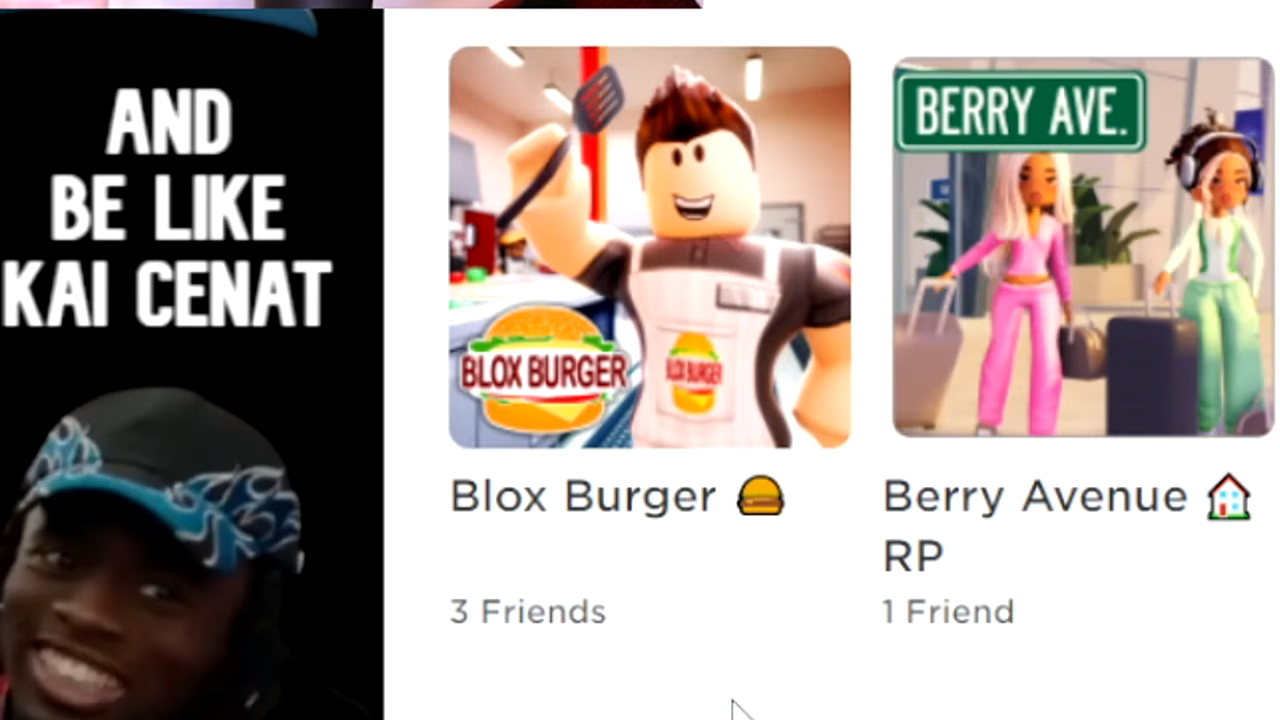 AND
BE LIKE
KAI CENAT
BLOX BURGER
BLOX BURGER
BERRY AVE.
Blox Burger 🍔
3 Friends
Berry Avenue 🏠
RP
1 Friend